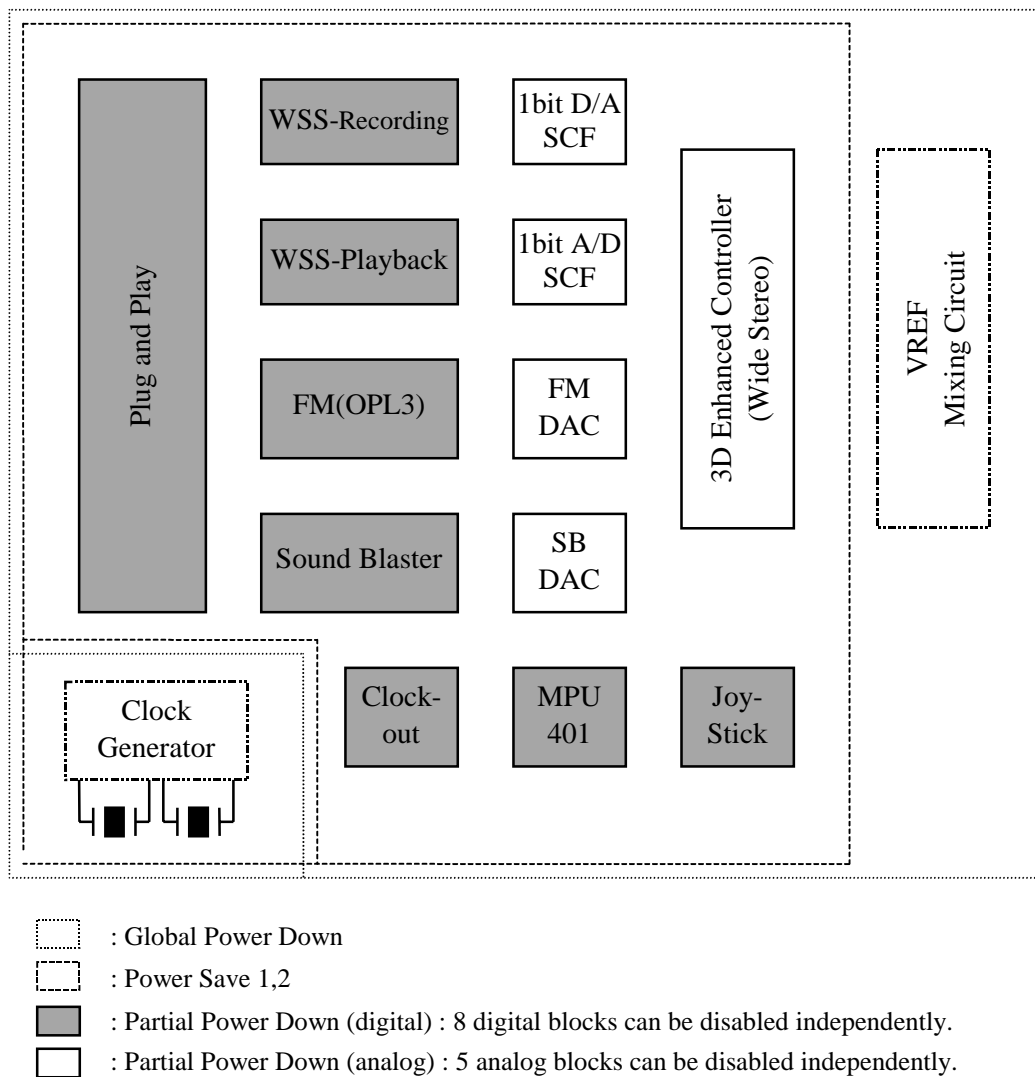 WSS-Recording
1bit D/A
SCF
WSS-Playback
1bit A/D
SCF
Plug and Play
3D Enhanced Controller
(Wide Stereo)
VREF
Mixing Circuit
FM(OPL3)
FM
DAC
Sound Blaster
SB
DAC
Clock
Generator
Clock-
out
MPU
401
Joy-
Stick
: Global Power Down
: Power Save 1,2
: Partial Power Down (digital) : 8 digital blocks can be disabled independently.
: Partial Power Down (analog) : 5 analog blocks can be disabled independently.